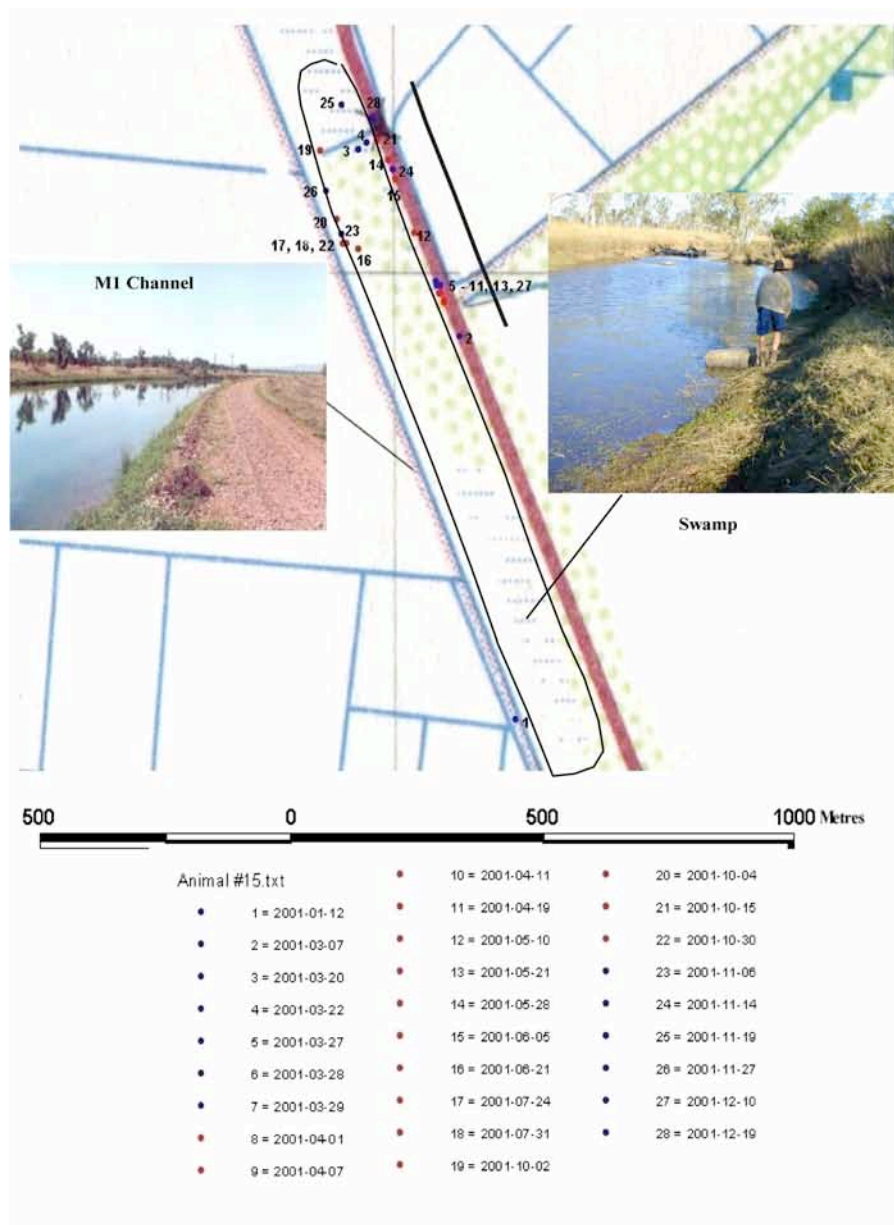 25
28
4
21
19
3
14
24
26
15
20
23
12
17, 18, 22
16
M1 Channel
5 - 11, 13, 27
2
Swamp
1
500 0 500 1000 Metres
Animal #15.txt
1 = 2001-01-12
2 = 2001-03-07
3 = 2001-03-20
4 = 2001-03-22
5 = 2001-03-27
6 = 2001-03-28
7 = 2001-03-29
8 = 2001-04-01
9 = 2001-04-07
10 = 2001-04-11
11 = 2001-04-19
12 = 2001-05-10
13 = 2001-05-21
14 = 2001-05-28
15 = 2001-06-05
16 = 2001-06-21
17 = 2001-07-24
18 = 2001-07-31
19 = 2001-10-02
20 = 2001-10-04
21 = 2001-10-15
22 = 2001-10-30
23 = 2001-11-06
24 = 2001-11-14
25 = 2001-11-19
26 = 2001-11-27
27 = 2001-12-10
28 = 2001-12-19